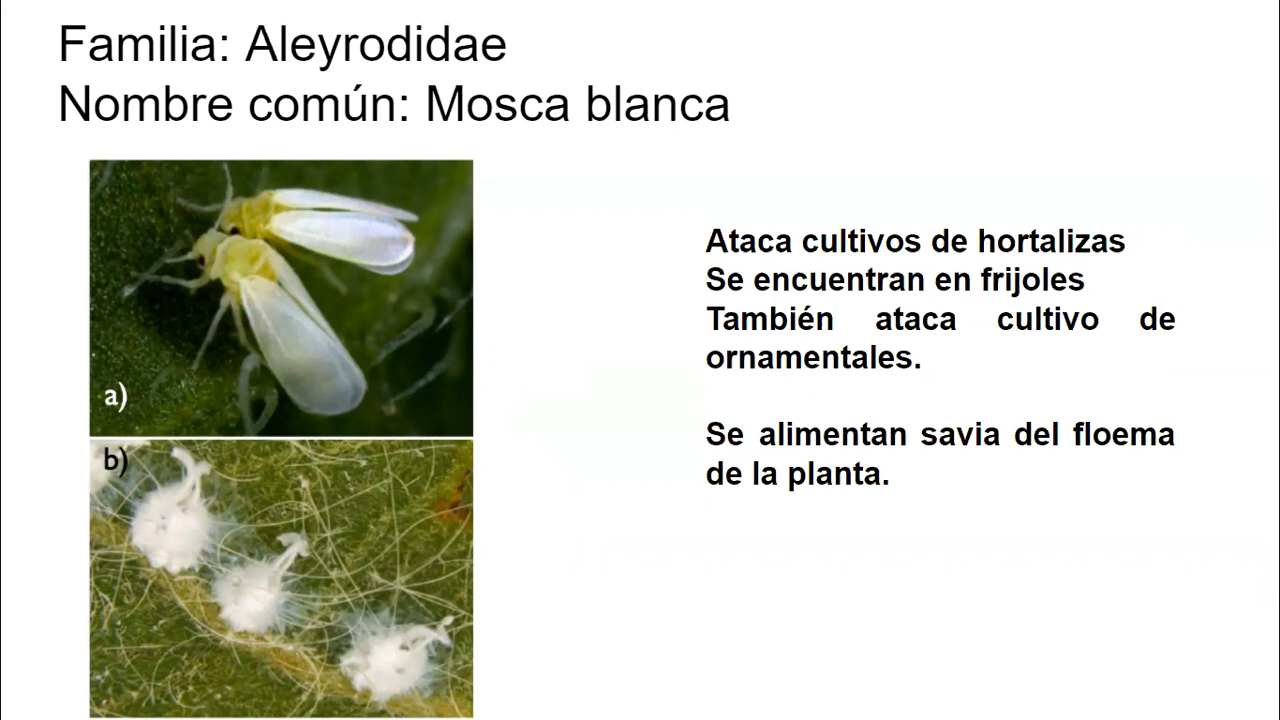 Familia: Aleyrodidae
Nombre común: Mosca blanca
a)
b)
Ataca cultivos de hortalizas
Se encuentran en frijoles
También ataca cultivo de
ornamentales.
Se alimentan savia del floema
de la planta.